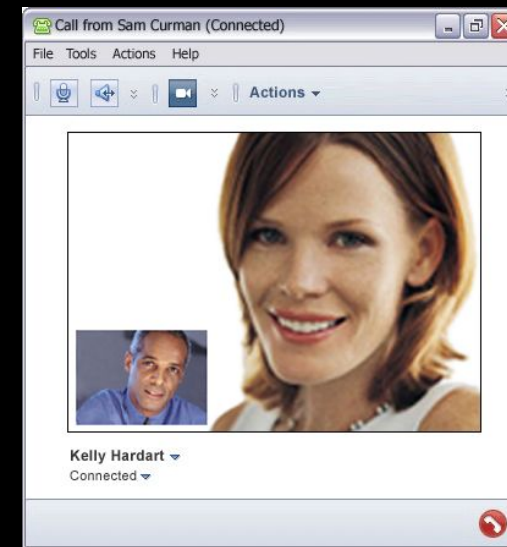 Call from Sam Curman (Connected)
File Tools Actions Help
Actions
Kelly Hardart
Connected